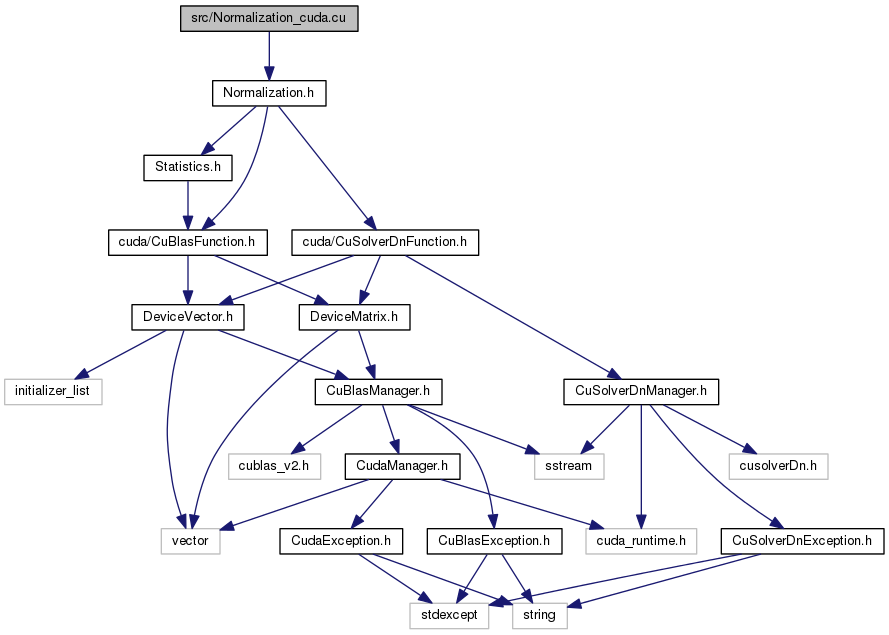 src/Normalization_cuda.cu
Normalization.h
Statistics.h
cuda/CuBlasFunction.h
cuda/CuSolverDnFunction.h
DeviceVector.h
DeviceMatrix.h
initializer_list
CuBlasManager.h
CuSolverDnManager.h
cublas_v2.h
CudaManager.h
sstream
cusolverDn.h
vector
CudaException.h
CuBlasException.h
cuda_runtime.h
CuSolverDnException.h
stdexcept
string